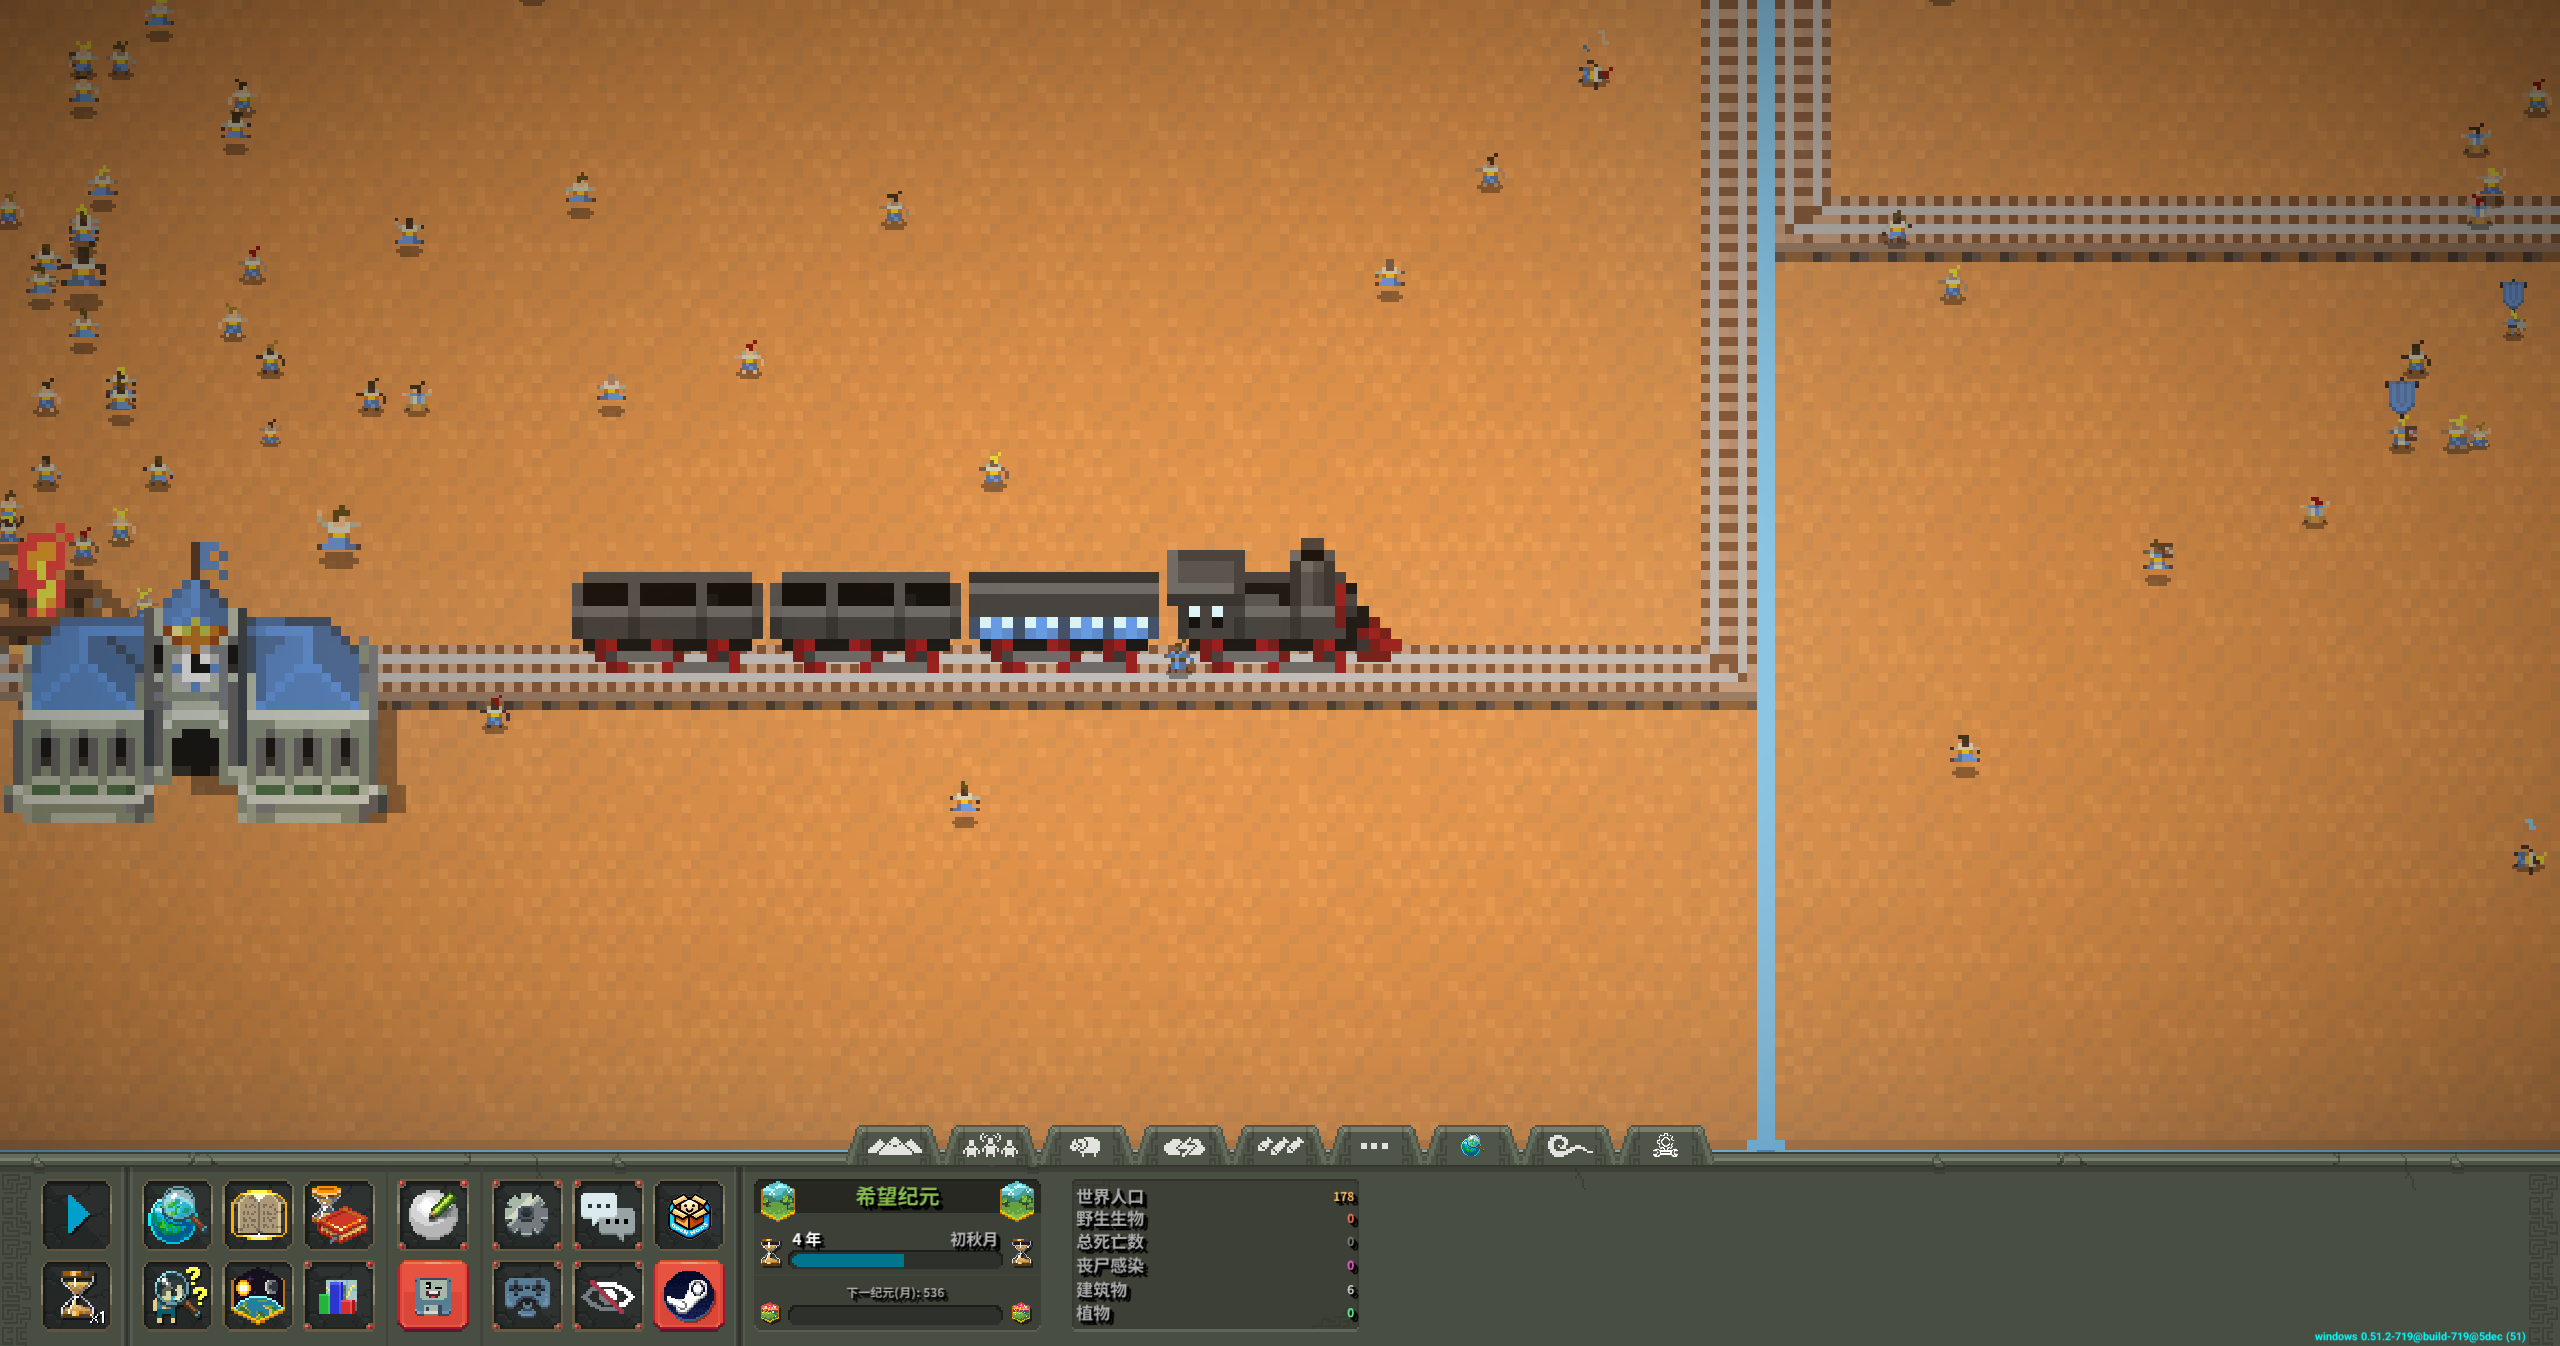 希望纪元
4 年
初秋月
下一纪元(月): 536
世界人口 178
野生生物 0
总死亡数 0
丧尸感染 0
建筑物 6
植物 0
x1
windows 0.51.2-719@build-719@5dec (51)